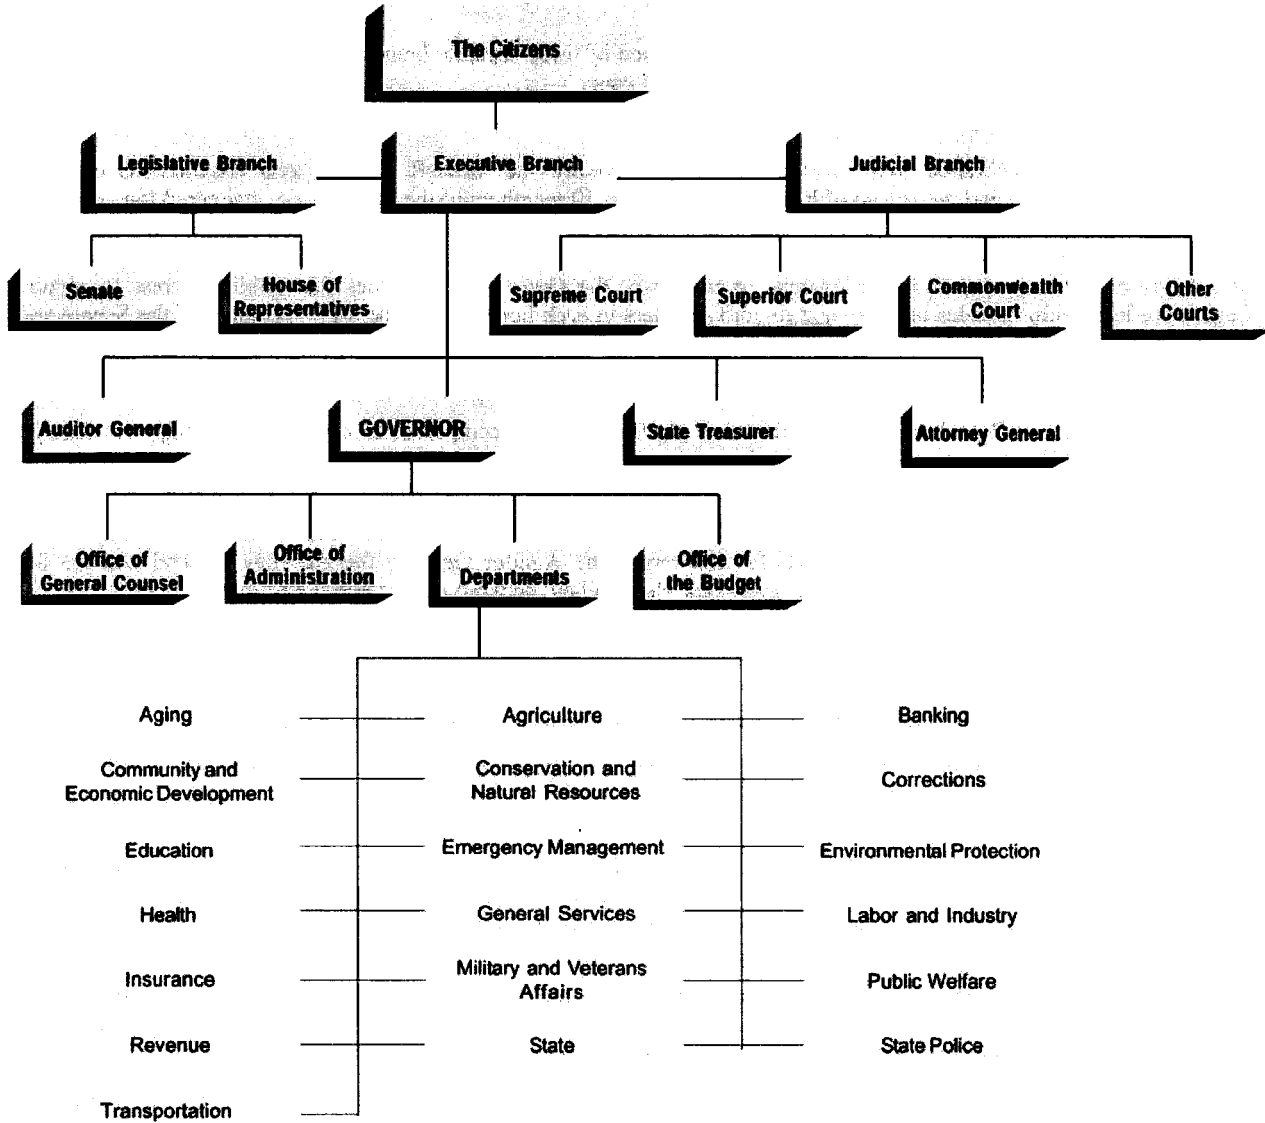 The Citizens
Legislative Branch
Executive Branch
Judicial Branch
Senate
House of
Representatives
Supreme Court
Superior Court
Commonwealth
Court
Other
Courts
Auditor General
GOVERNOR
State Treasurer
Attorney General
Office of
General Counsel
Office of
Administration
Departments
Office of
the Budget
Aging
Agriculture
Banking
Community and
Economic Development
Conservation and
Natural Resources
Corrections
Education
Emergency Management
Environmental Protection
Health
General Services
Labor and Industry
Insurance
Military and Veterans
Affairs
Public Welfare
Revenue
State
State Police
Transportation